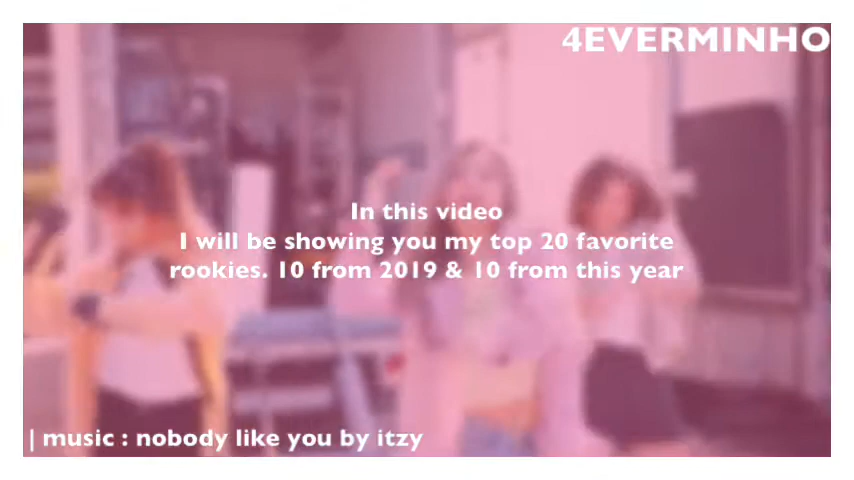 4EVERMINHO
In this video
I will be showing you my top 20 favorite
rookies. 10 from 2019 & 10 from this year
| music : nobody like you by itzy